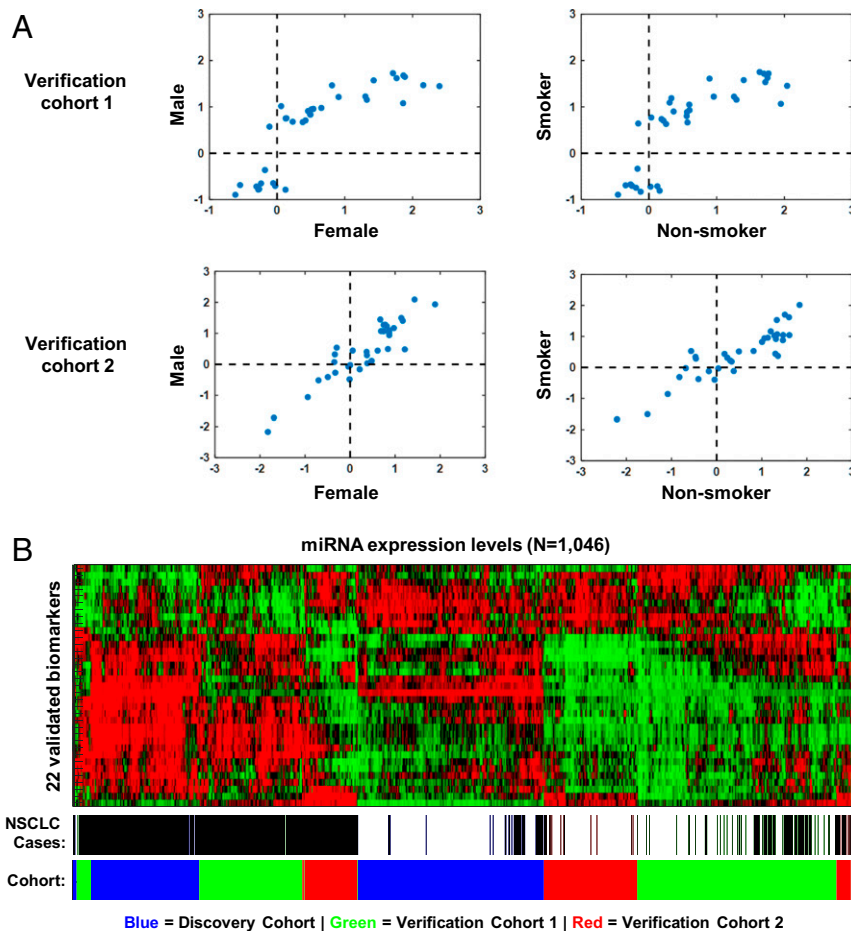 A
Verification
cohort 1
Male
3
2
1
0
-1
-1 0 1 2 3
Female
Smoker
3
2
1
0
-1
-1 0 1 2 3
Non-smoker
Verification
cohort 2
Male
3
2
1
0
-1
-2
-3
-3 -2 -1 0 1 2 3
Female
Smoker
3
2
1
0
-1
-2
-3
-3 -2 -1 0 1 2 3
Non-smoker
B
miRNA expression levels (N=1,046)
22 validated biomarkers
NSCLC
Cases:
Cohort:
Blue = Discovery Cohort | Green = Verification Cohort 1 | Red = Verification Cohort 2